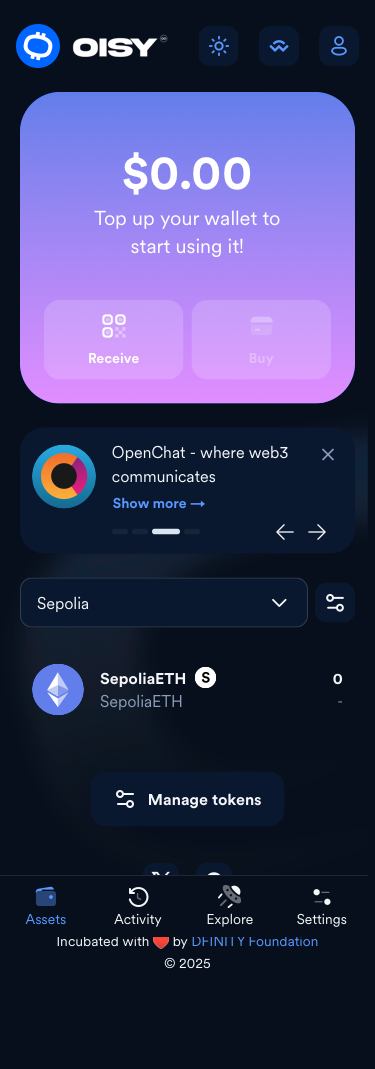 OISY
$0.00
Top up your wallet to
start using it!
Receive
Buy
OpenChat - where web3
communicates
Show more →
Sepolia
SepoliaETH S
0
SepoliaETH
-
Manage tokens
Assets
Activity
Explore
Settings
Incubated with ❤️ by DFINITY Foundation
© 2025